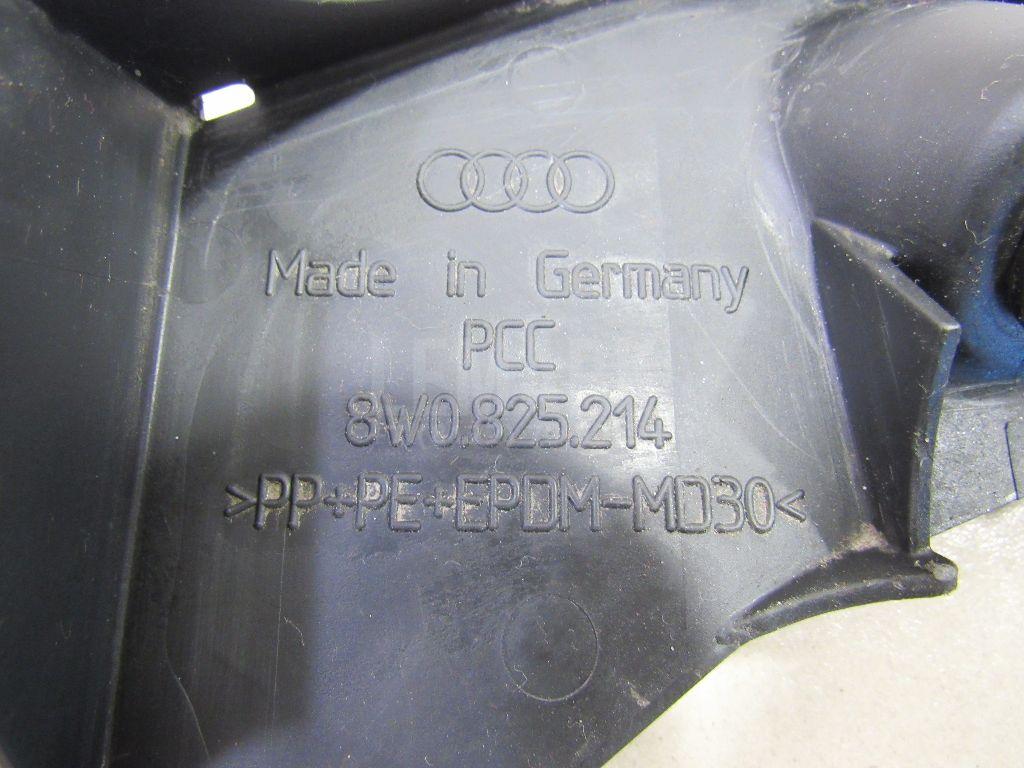 Made in Germany
PCC
8W0.825.214
>PP+PE+EPDM-MD30<